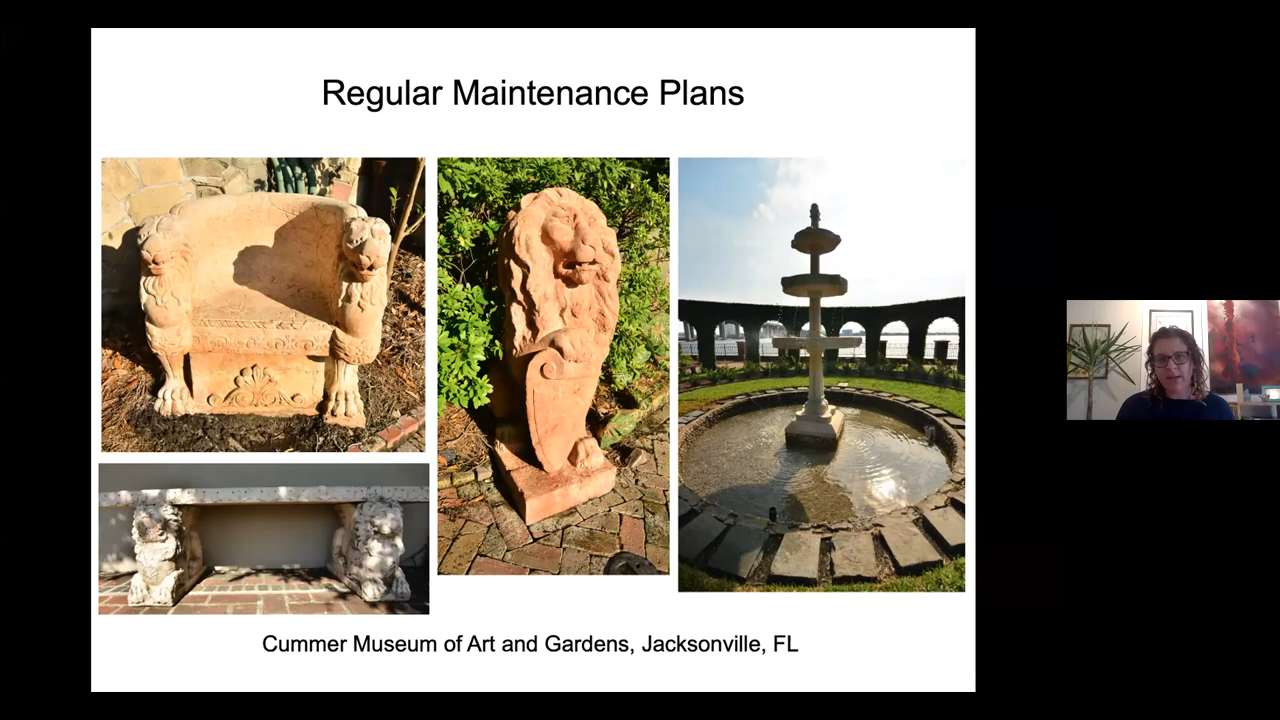 Regular Maintenance Plans
Cummer Museum of Art and Gardens, Jacksonville, FL